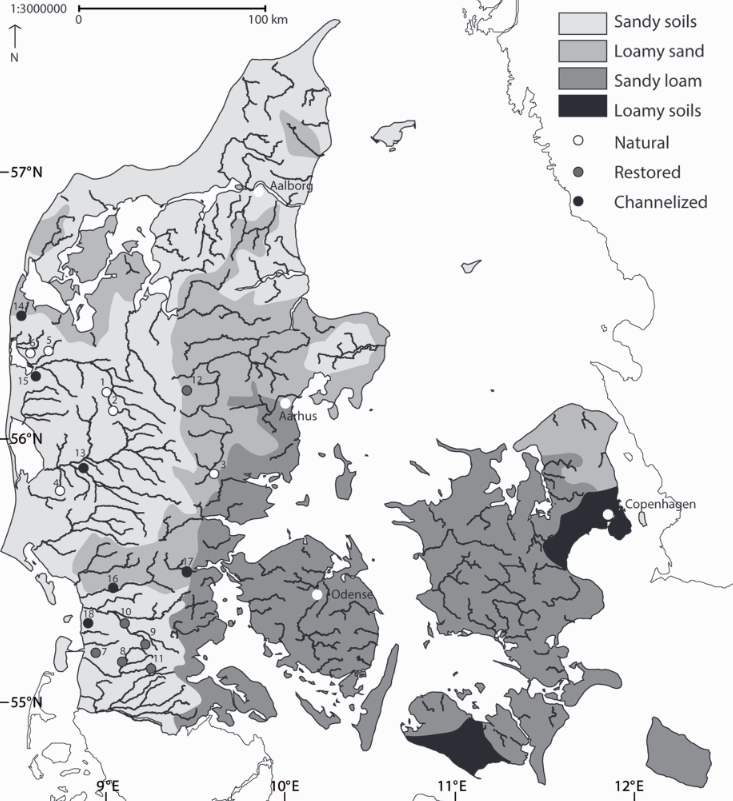 1:3000000
0 100 km
N
Sandy soils
Loamy sand
Sandy loam
Loamy soils
Natural
Restored
Channelized
57°N
Aalborg
14
6 5
15
1
2
12
Aarhus
56°N
13
3
4
Copenhagen
17
16
Odense
18
10
9
7
8
11
55°N
9°E 10°E 11°E 12°E